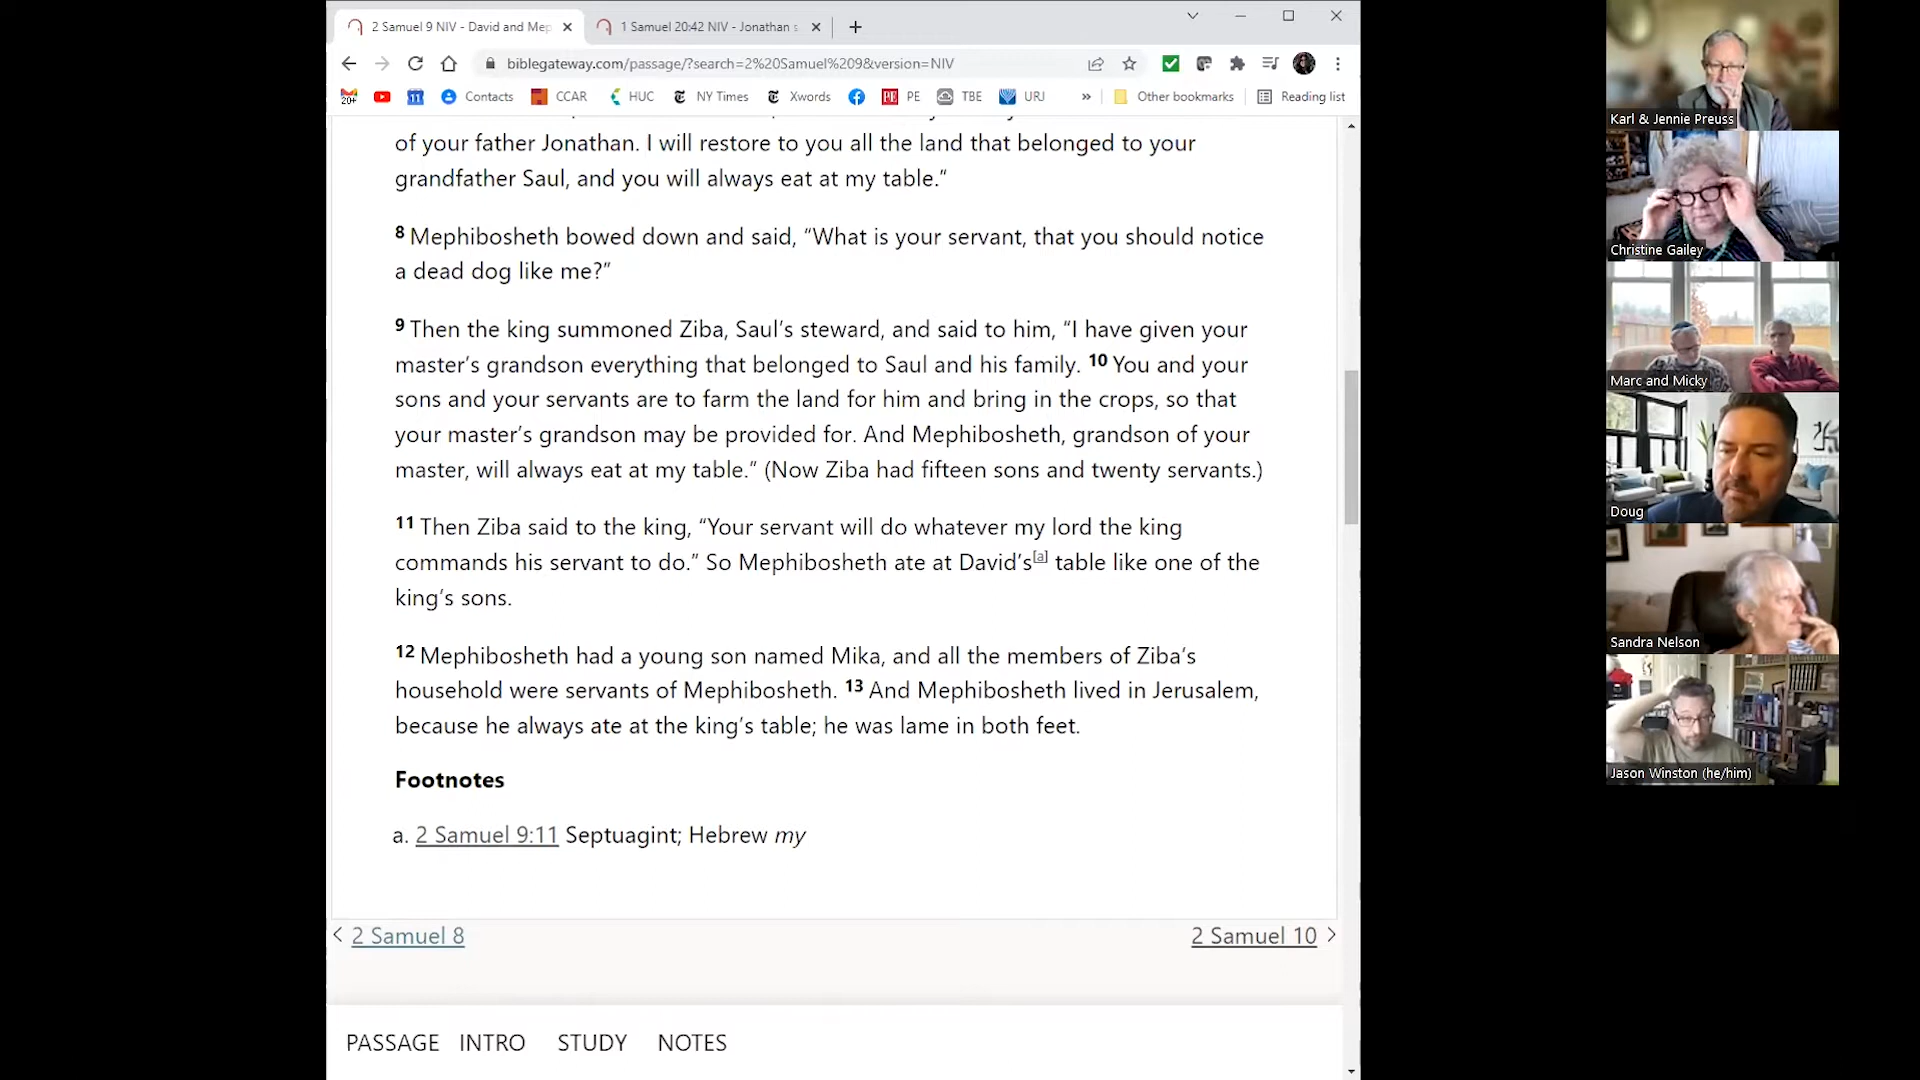 2 Samuel 9 NIV - David and Mep
1 Samuel 20:42 NIV - Jonathan s
biblegateway.com/passage/?search=2%20Samuel%209&version=NIV
20+
11
Contacts
CCAR
HUC
NY Times
Xwords
PE
PE
TBE
URJ
»
Other bookmarks
Reading list
of your father Jonathan. I will restore to you all the land that belonged to your
grandfather Saul, and you will always eat at my table.”
8 Mephibosheth bowed down and said, “What is your servant, that you should notice
a dead dog like me?”
9 Then the king summoned Ziba, Saul’s steward, and said to him, “I have given your
master’s grandson everything that belonged to Saul and his family. 10 You and your
sons and your servants are to farm the land for him and bring in the crops, so that
your master’s grandson may be provided for. And Mephibosheth, grandson of your
master, will always eat at my table.” (Now Ziba had fifteen sons and twenty servants.)
11 Then Ziba said to the king, “Your servant will do whatever my lord the king
commands his servant to do.” So Mephibosheth ate at David’s[a] table like one of the
king’s sons.
12 Mephibosheth had a young son named Mika, and all the members of Ziba’s
household were servants of Mephibosheth. 13 And Mephibosheth lived in Jerusalem,
because he always ate at the king’s table; he was lame in both feet.
Footnotes
a. 2 Samuel 9:11 Septuagint; Hebrew my
2 Samuel 8
2 Samuel 10
PASSAGE INTRO STUDY NOTES
Karl & Jennie Preuss
Christine Gailey
Marc and Micky
Doug
Sandra Nelson
Jason Winston (he/him)